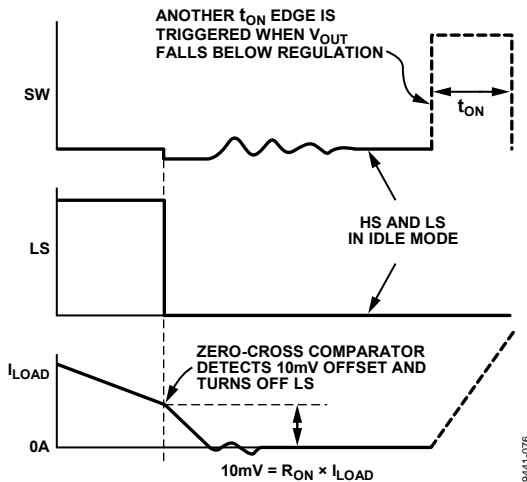 ANOTHER tON EDGE IS
TRIGGERED WHEN VOUT
FALLS BELOW REGULATION
SW
tON
HS AND LS
IN IDLE MODE
LS
ZERO-CROSS COMPARATOR
DETECTS 10mV OFFSET AND
TURNS OFF LS
ILOAD
0A
10mV = RON × ILOAD
9441-076